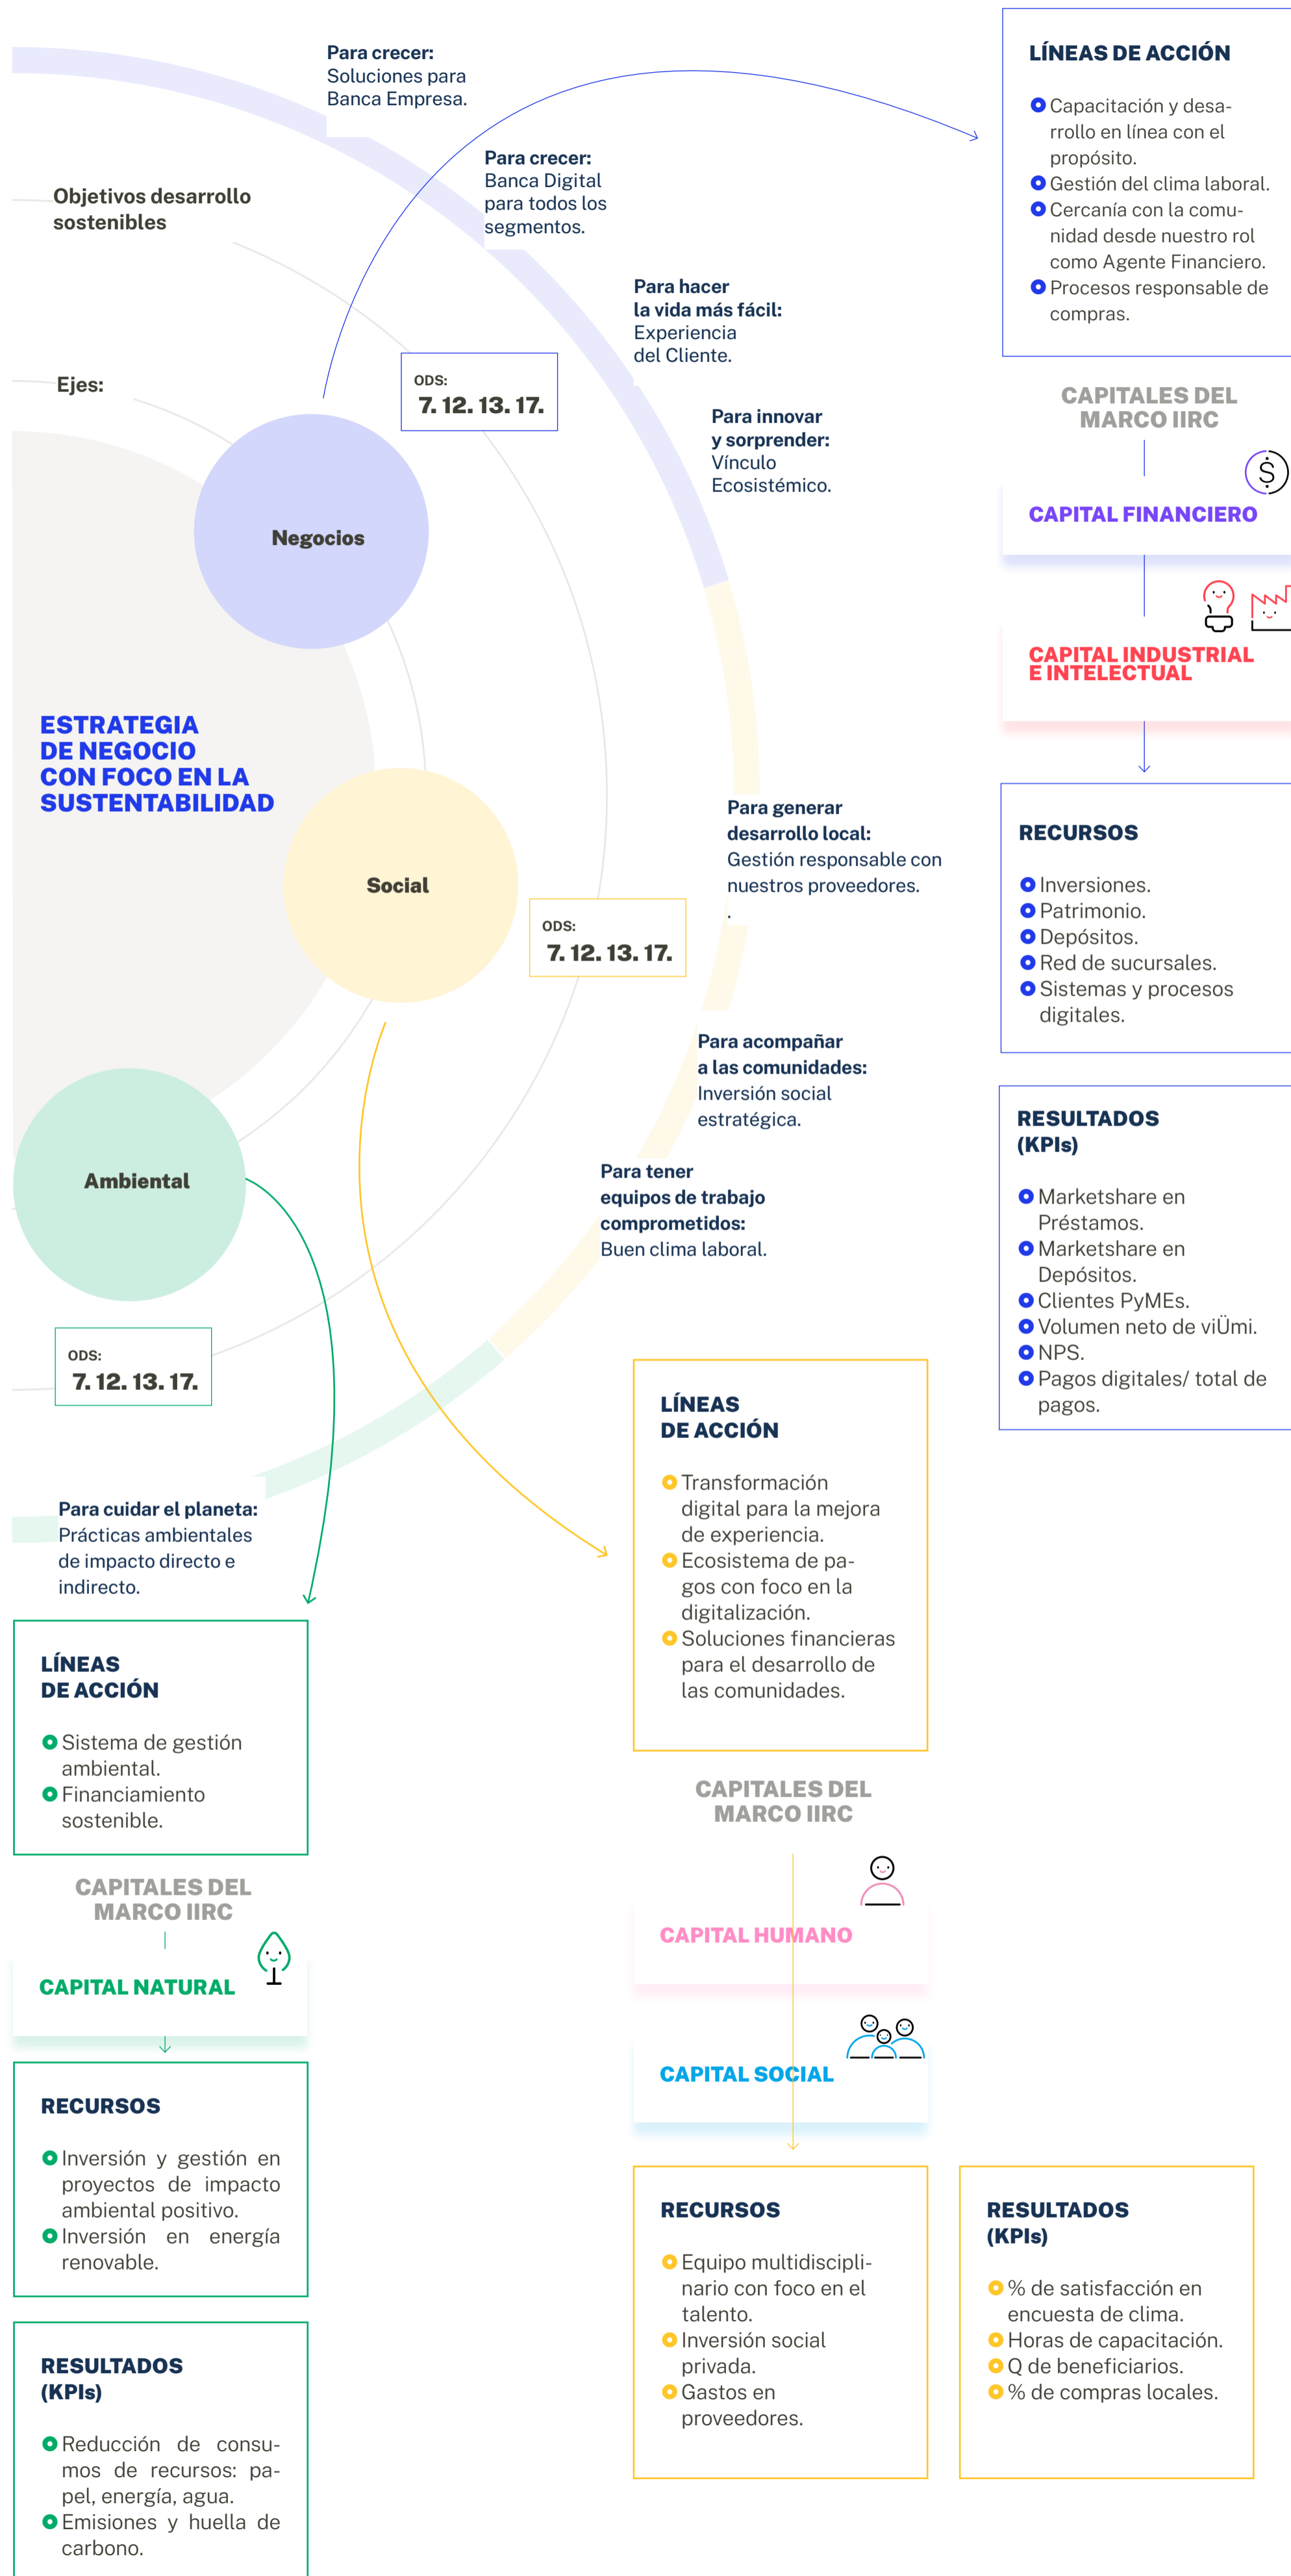 Para crecer:
Soluciones para
Banca Empresa.
Para crecer:
Banca Digital
para todos los
segmentos.
Objetivos desarrollo
sostenibles
Para hacer
la vida más fácil:
Experiencia
del Cliente.
Ejes:
ODS:
7. 12. 13. 17.
Para innovar
y sorprender:
Vínculo
Ecosistémico.
Negocios
ESTRATEGIA
DE NEGOCIO
CON FOCO EN LA
SUSTENTABILIDAD
Social
Para generar
desarrollo local:
Gestión responsable con
nuestros proveedores.
.
ODS:
7. 12. 13. 17.
Para acompañar
a las comunidades:
Inversión social
estratégica.
Para tener
equipos de trabajo
comprometidos:
Buen clima laboral.
Ambiental
ODS:
7. 12. 13. 17.
Para cuidar el planeta:
Prácticas ambientales
de impacto directo e
indirecto.
LÍNEAS DE ACCIÓN
Capacitación y desa-
rrollo en línea con el
propósito.
Gestión del clima laboral.
Cercanía con la comu-
nidad desde nuestro rol
como Agente Financiero.
Procesos responsable de
compras.
CAPITALES DEL
MARCO IIRC
$
CAPITAL FINANCIERO
CAPITAL INDUSTRIAL
E INTELECTUAL
RECURSOS
Inversiones.
Patrimonio.
Depósitos.
Red de sucursales.
Sistemas y procesos
digitales.
RESULTADOS
(KPIs)
Marketshare en
Préstamos.
Marketshare en
Depósitos.
Clientes PyMEs.
Volumen neto de viÜmi.
NPS.
Pagos digitales/ total de
pagos.
LÍNEAS
DE ACCIÓN
Transformación
digital para la mejora
de experiencia.
Ecosistema de pa-
gos con foco en la
digitalización.
Soluciones financieras
para el desarrollo de
las comunidades.
CAPITALES DEL
MARCO IIRC
CAPITAL HUMANO
CAPITAL SOCIAL
RECURSOS
Equipo multidiscipli-
nario con foco en el
talento.
Inversión social
privada.
Gastos en
proveedores.
RESULTADOS
(KPIs)
% de satisfacción en
encuesta de clima.
Horas de capacitación.
Q de beneficiarios.
% de compras locales.
LÍNEAS
DE ACCIÓN
Sistema de gestión
ambiental.
Financiamiento
sostenible.
CAPITALES DEL
MARCO IIRC
CAPITAL NATURAL
RECURSOS
Inversión y gestión en
proyectos de impacto
ambiental positivo.
Inversión en energía
renovable.
RESULTADOS
(KPIs)
Reducción de consu-
mos de recursos: pa-
pel, energía, agua.
Emisiones y huella de
carbono.